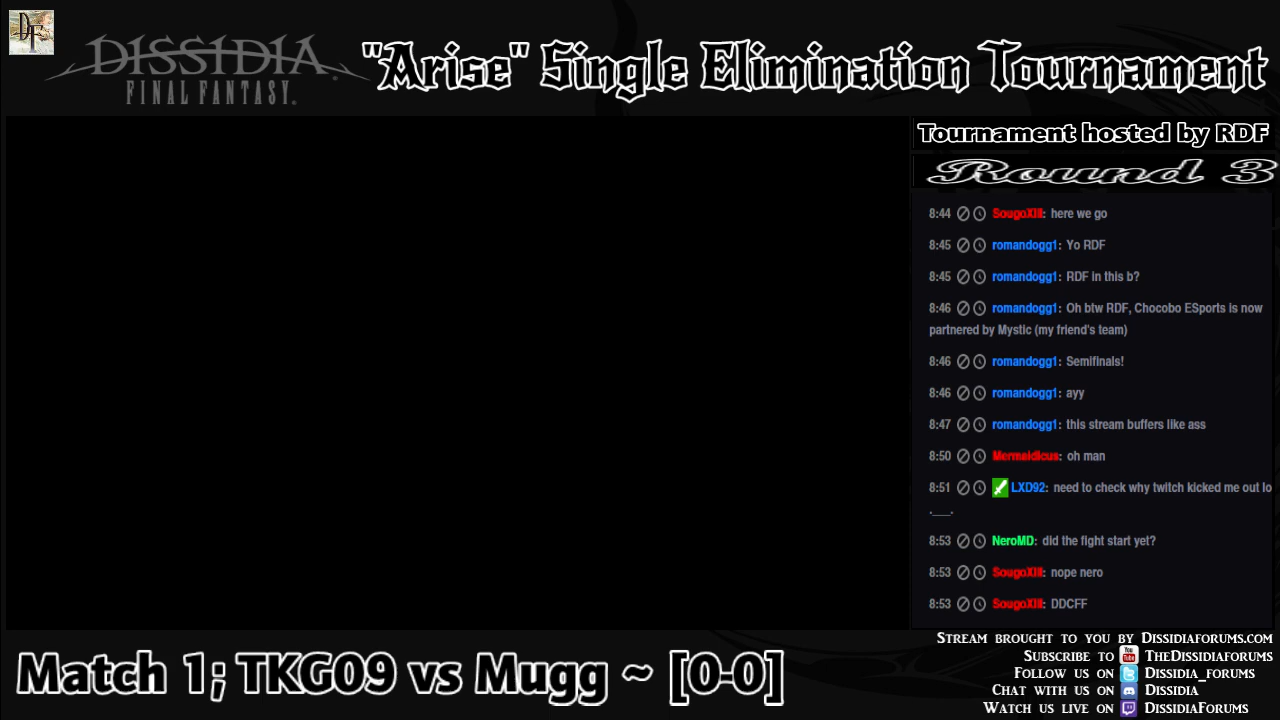 DF
DISSIDIA
FINAL FANTASY
"Arise" Single Elimination Tournament
Tournament hosted by RDF
Round 3
8:44 SougoXIII: here we go
8:45 romandogg1: Yo RDF
8:45 romandogg1: RDF in this b?
8:46 romandogg1: Oh btw RDF, Chocobo ESports is now
partnered by Mystic (my friend's team)
8:46 romandogg1: Semifinals!
8:46 romandogg1: ayy
8:47 romandogg1: this stream buffers like ass
8:50 Mermaidicus: oh man
8:51 LXD92: need to check why twitch kicked me out lo
.___.
8:53 NeroMD: did the fight start yet?
8:53 SougoXIII: nope nero
8:53 SougoXIII: DDCFF
Match 1; TKG09 vs Mugg ~ [0-0]
Stream brought to you by Dissidiaforums.com
Subscribe to You Tube TheDissidiaforums
Follow us on Dissidia_forums
Chat with us on Dissidia
Watch us live on DissidiaForums